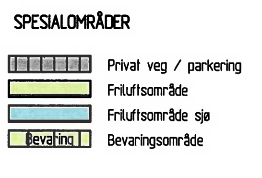 SPESIALOMRÅDER
Privat veg / parkering
Friluftsområde
Friluftsområde sjø
Bevaring Bevaringsområde